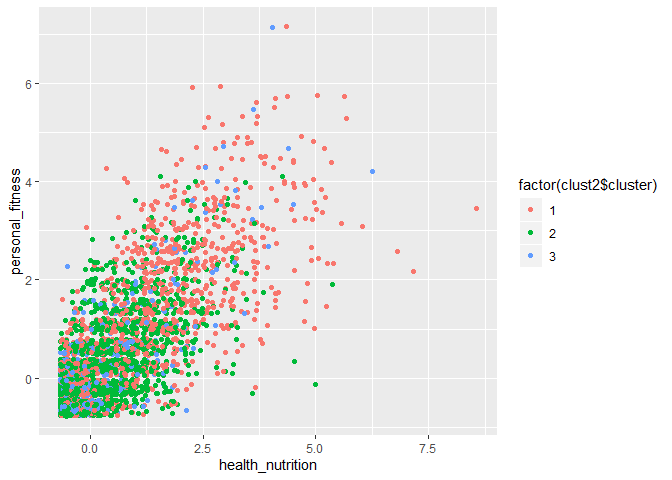 6
4
2
0
personal_fitness
0.0 2.5 5.0 7.5
health_nutrition
factor(clust2$cluster)
1
2
3